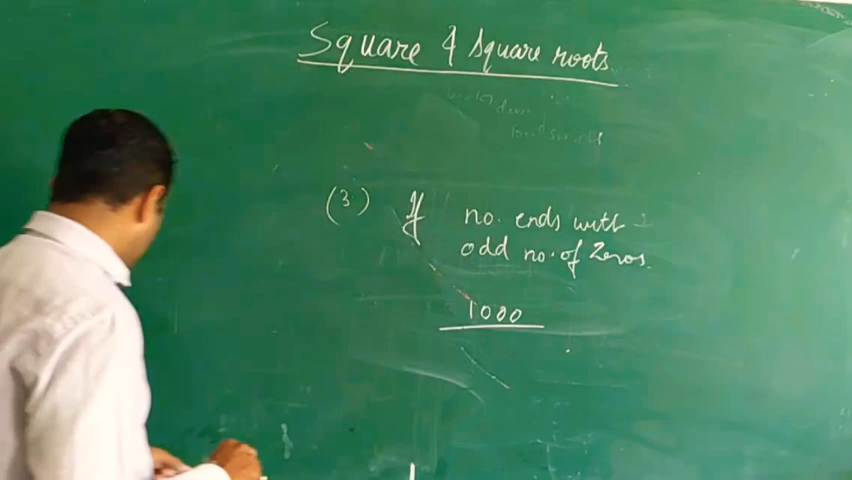 Square & square roots
(3.) If no. ends with
odd no. of Zeros.
1000